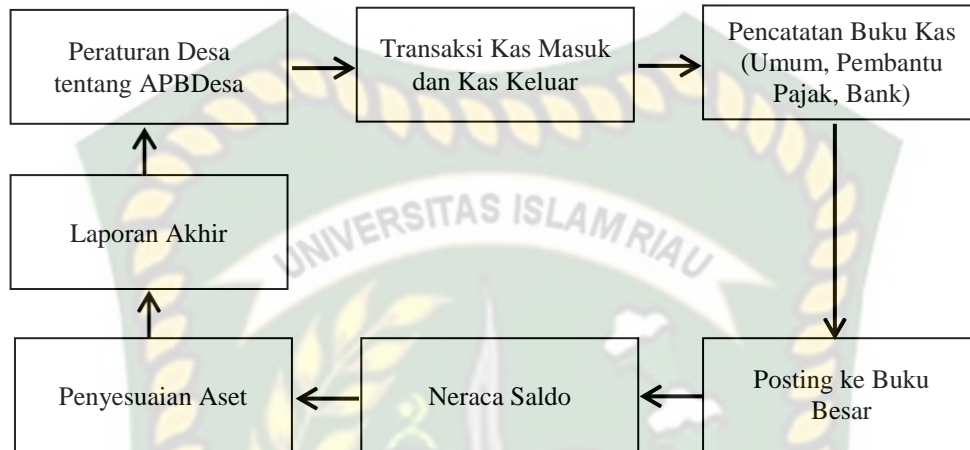 Peraturan Desa
tentang APBDesa
Transaksi Kas Masuk
dan Kas Keluar
Pencatatan Buku Kas
(Umum, Pembantu
Pajak, Bank)
Laporan Akhir
UNIVERSITAS ISLAM RIAU
Penyesuaian Aset
Neraca Saldo
Posting ke Buku
Besar